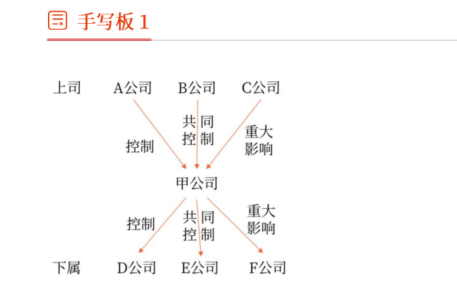 手写板 1
上司 A公司 B公司 C公司
控制
共 同
控 制
重大
影响
甲公司
控制
共 同
控 制
重大
影响
下属 D公司 E公司 F公司